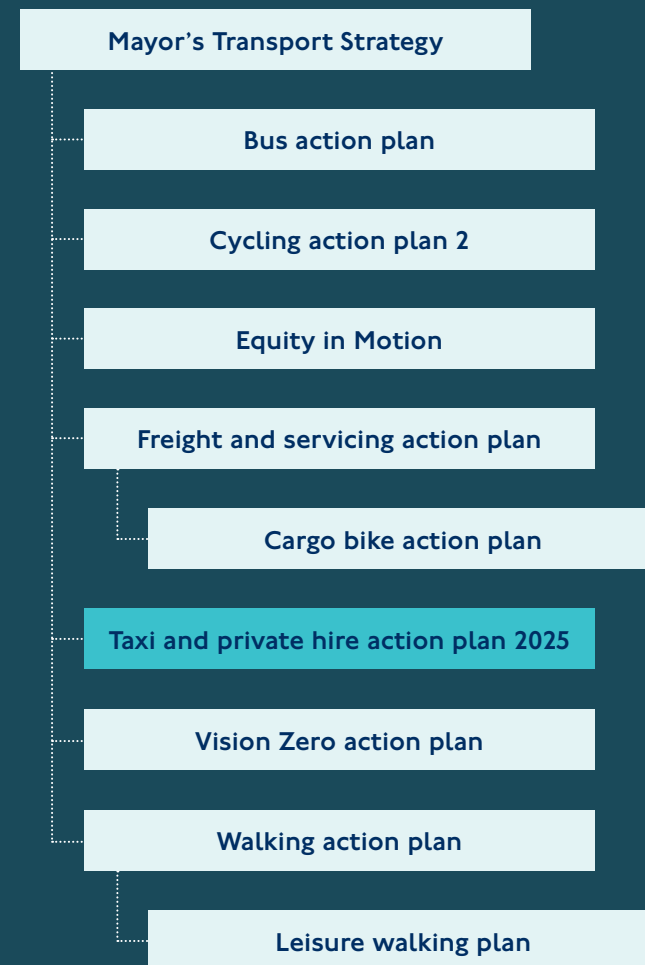 Mayor’s Transport Strategy
Bus action plan
Cycling action plan 2
Equity in Motion
Freight and servicing action plan
Cargo bike action plan
Taxi and private hire action plan 2025
Vision Zero action plan
Walking action plan
Leisure walking plan